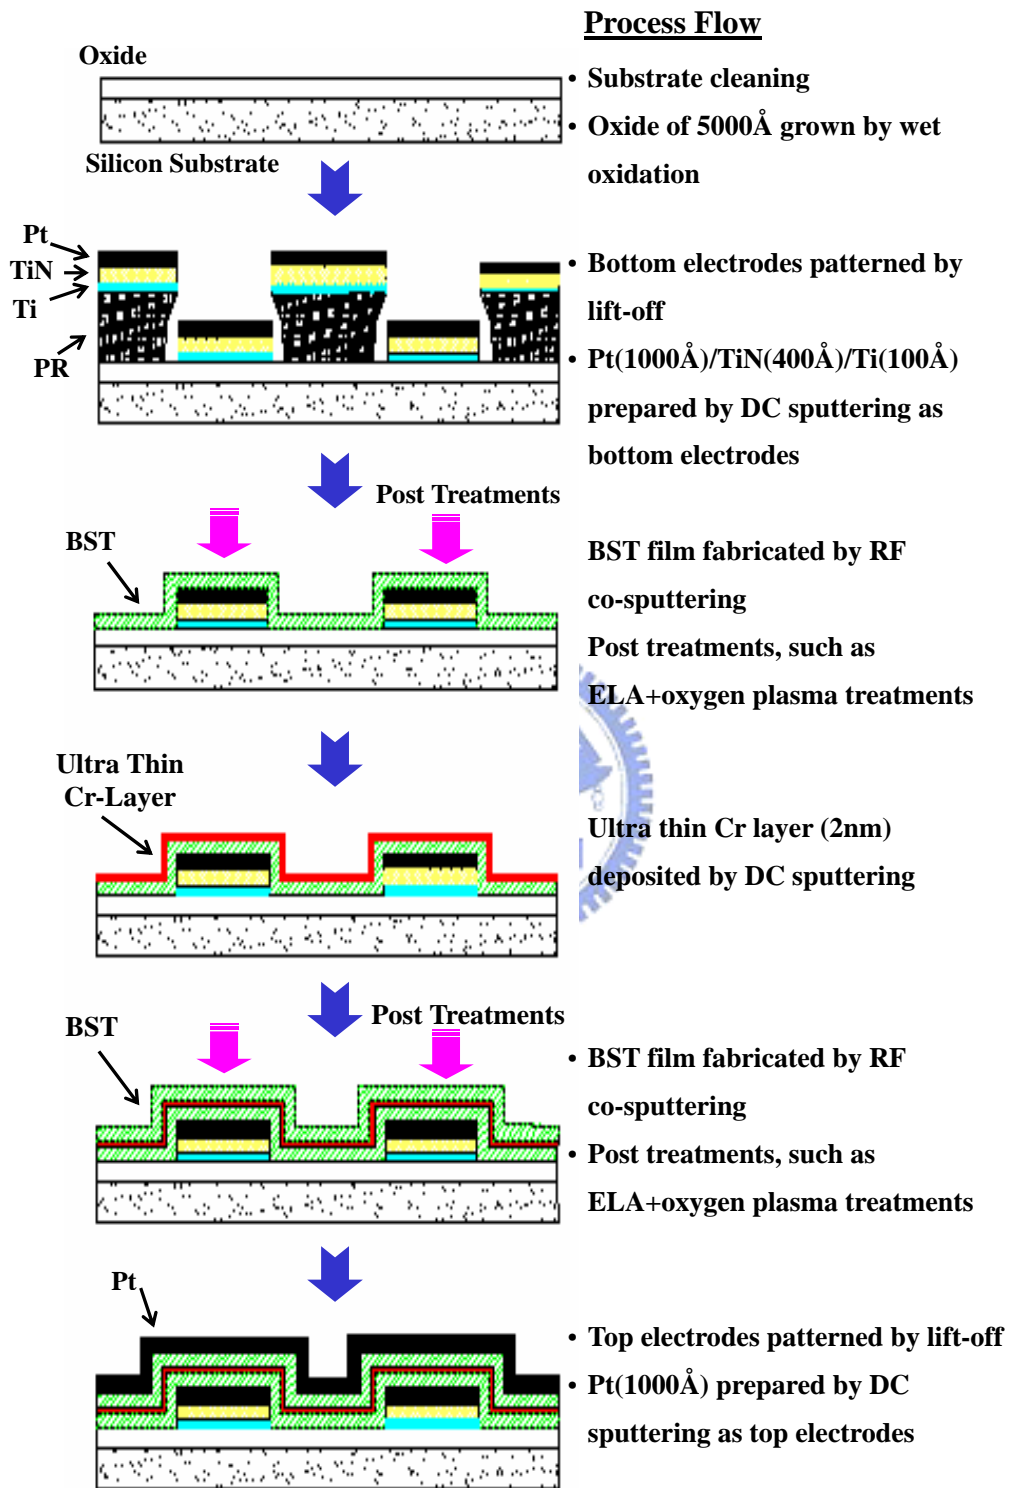 Process Flow
Oxide
• Substrate cleaning
• Oxide of 5000Å grown by wet
oxidation
Silicon Substrate
Pt
TiN
Ti
PR
• Bottom electrodes patterned by
lift-off
• Pt(1000Å)/TiN(400Å)/Ti(100Å)
prepared by DC sputtering as
bottom electrodes
Post Treatments
BST
BST film fabricated by RF
co-sputtering
Post treatments, such as
ELA+oxygen plasma treatments
Ultra Thin
Cr-Layer
Ultra thin Cr layer (2nm)
deposited by DC sputtering
Post Treatments
BST
• BST film fabricated by RF
co-sputtering
• Post treatments, such as
ELA+oxygen plasma treatments
Pt
• Top electrodes patterned by lift-off
• Pt(1000Å) prepared by DC
sputtering as top electrodes